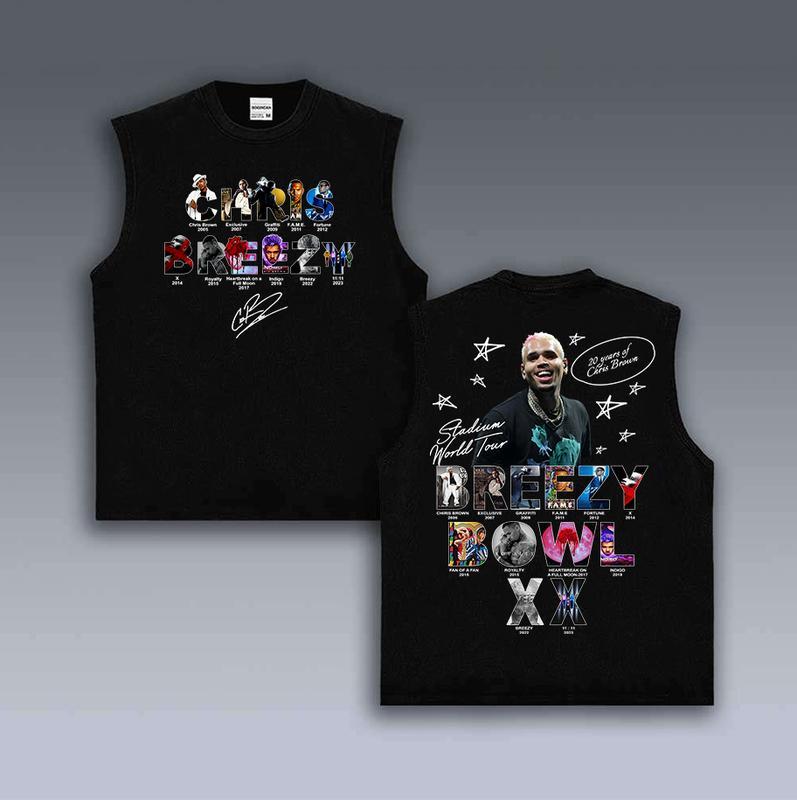 M
CHRIS
Chris Brown Exclusive Graffiti F.A.M.E. Fortune
2005 2007 2009 2011 2012
BREEZY
X Royalty Heartbreak on a Full Moon Indigo Breezy 11:11
2014 2015 2017 2019 2022 2023
20 years of
Chris Brown
Stadium
World Tour
BREEZY
CHRIS BROWN EXCLUSIVE GRAFFITI F.A.M.E FORTUNE X
2007 2009 2011 2012 2014
BOWL
FAN OF A FAN ROYALTY HEARTBREAK ON INDIGO
2015 A FULL MOON-2017 2019
XX
BREEZY 11 / 11
2022 2023